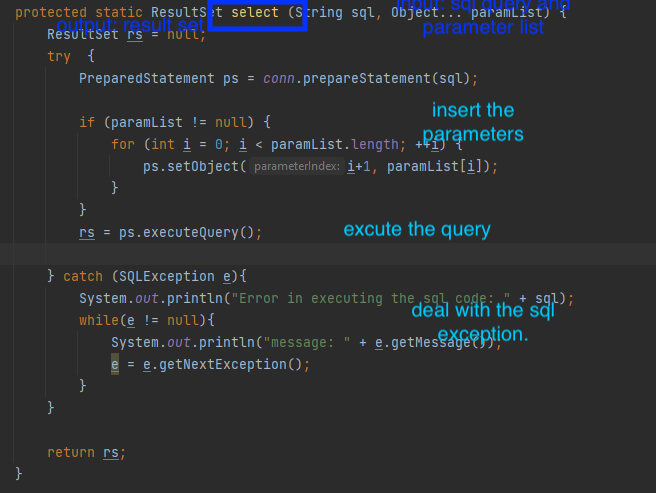 protected static ResultSet select (String sql, Object... paramList) {
input: sql query and
parameter list
output: result set
ResultSet rs = null;
try {
PreparedStatement ps = conn.prepareStatement(sql);
insert the
parameters
if (paramList != null) {
for (int i = 0; i < paramList.length; ++i) {
ps.setObject( parameterIndex: i+1, paramList[i]);
}
}
rs = ps.executeQuery();
excute the query
} catch (SQLException e){
System.out.println("Error in executing the sql code: " + sql);
deal with the sql
exception.
while(e != null){
System.out.println("message: " + e.getMessage());
e = e.getNextException();
}
}
return rs;
}